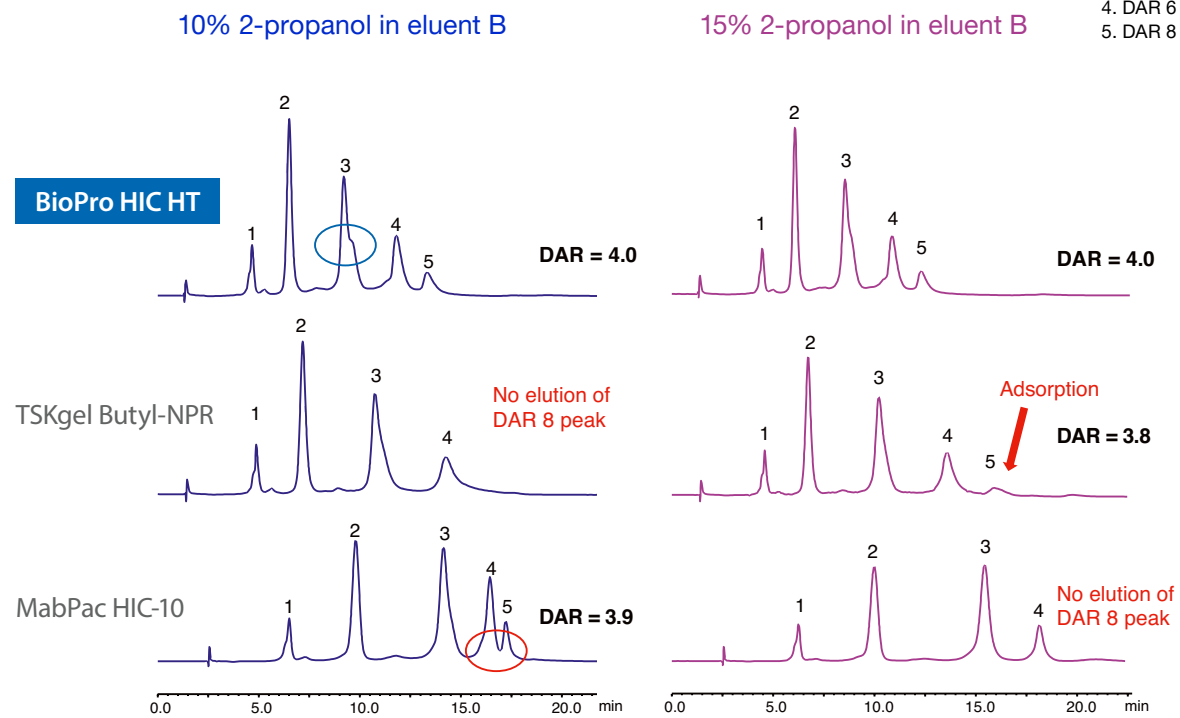 10% 2-propanol in eluent B
15% 2-propanol in eluent B
4. DAR 6
5. DAR 8
BioPro HIC HT
1
2
3
4
5
DAR = 4.0
1
2
3
4
5
DAR = 4.0
TSKgel Butyl-NPR
1
2
3
4
No elution of
DAR 8 peak
1
2
3
4
5
Adsorption
DAR = 3.8
MabPac HIC-10
1
2
3
4
5
DAR = 3.9
1
2
3
4
No elution of
DAR 8 peak
0.0 5.0 10.0 15.0 20.0 min
0.0 5.0 10.0 15.0 20.0 min